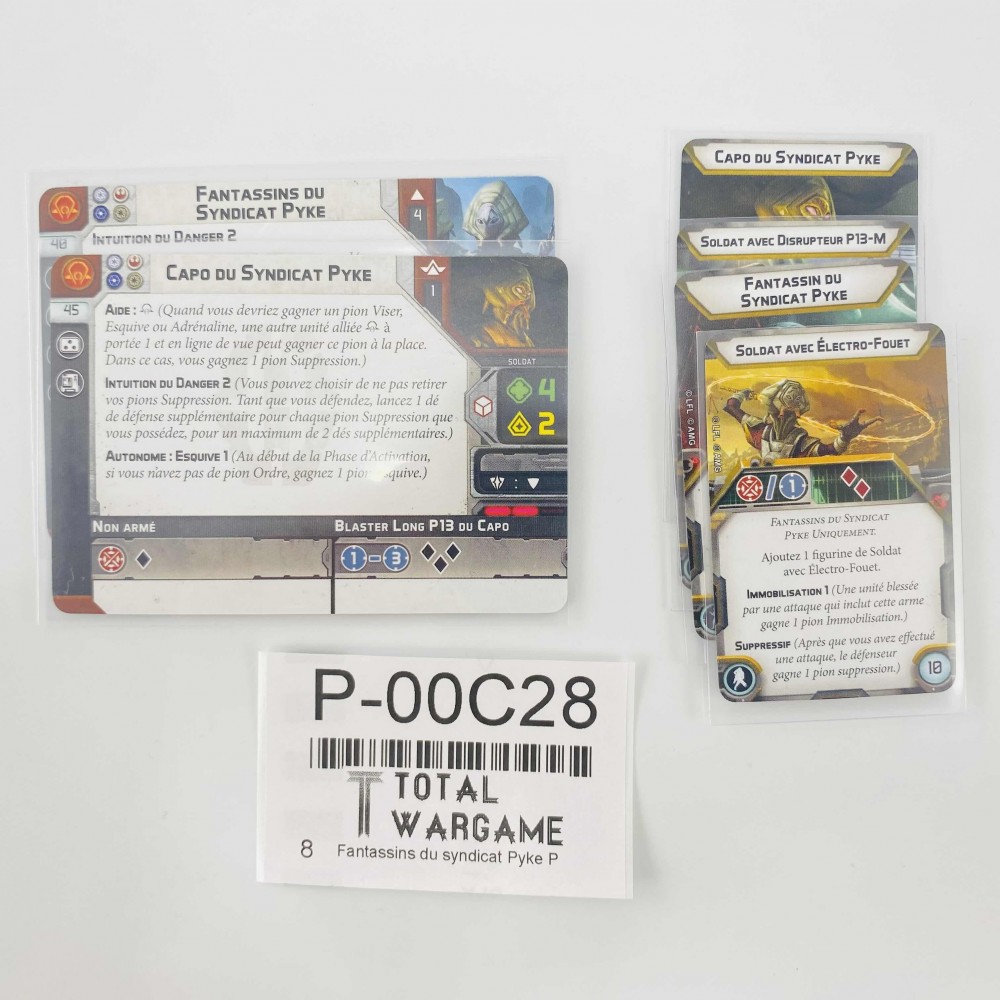 Fantassins du
Syndicat Pyke
4
40
Intuition du Danger 2
Capo du Syndicat Pyke
1
45
Aide : (Quand vous devriez gagner un pion Viser,
Esquive ou Adrénaline, une autre unité alliée à
portée 1 et en ligne de vue peut gagner ce pion à la place.
Dans ce cas, vous gagnez 1 pion Suppression.)
Intuition du Danger 2 (Vous pouvez choisir de ne pas retirer
vos pions Suppression. Tant que vous défendez, lancez 1 dé
de défense supplémentaire pour chaque pion Suppression que
vous possédez, pour un maximum de 2 dés supplémentaires.)
Autonome : Esquive 1 (Au début de la Phase d'Activation,
si vous n'avez pas de pion Ordre, gagnez 1 pion Esquive.)
SOLDAT
4
2
:
Non armé
Blaster Long P13 du Capo
1-3
Capo du Syndicat Pyke
Soldat avec Disrupteur P13-M
Fantassin du
Syndicat Pyke
©LFL ©AMG
Soldat avec Électro-Fouet
© LFL © AMG
/ 1
Fantassins du Syndicat
Pyke Uniquement.
Ajoutez 1 figurine de Soldat
avec Électro-Fouet.
Immobilisation 1 (Une unité blessée
par une attaque qui inclut cette arme
gagne 1 pion Immobilisation.)
Suppressif (Après que vous avez effectué
une attaque, le défenseur
gagne 1 pion suppression.)
10
P-00C28
TOTAL
WARGAME
8 Fantassins du syndicat Pyke P